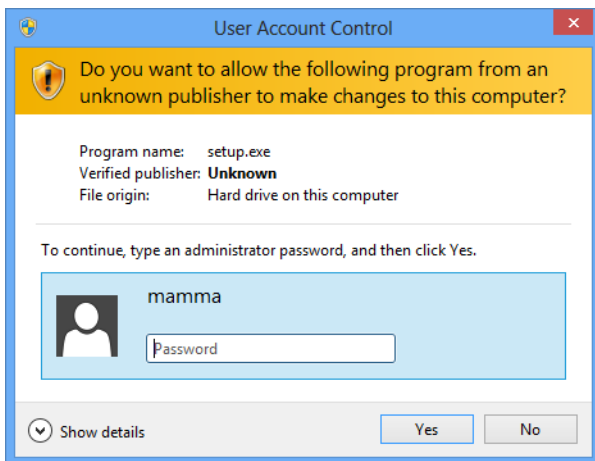 User Account Control
Do you want to allow the following program from an
unknown publisher to make changes to this computer?
Program name: setup.exe
Verified publisher: Unknown
File origin: Hard drive on this computer
To continue, type an administrator password, and then click Yes.
mamma
Password
Show details
Yes
No